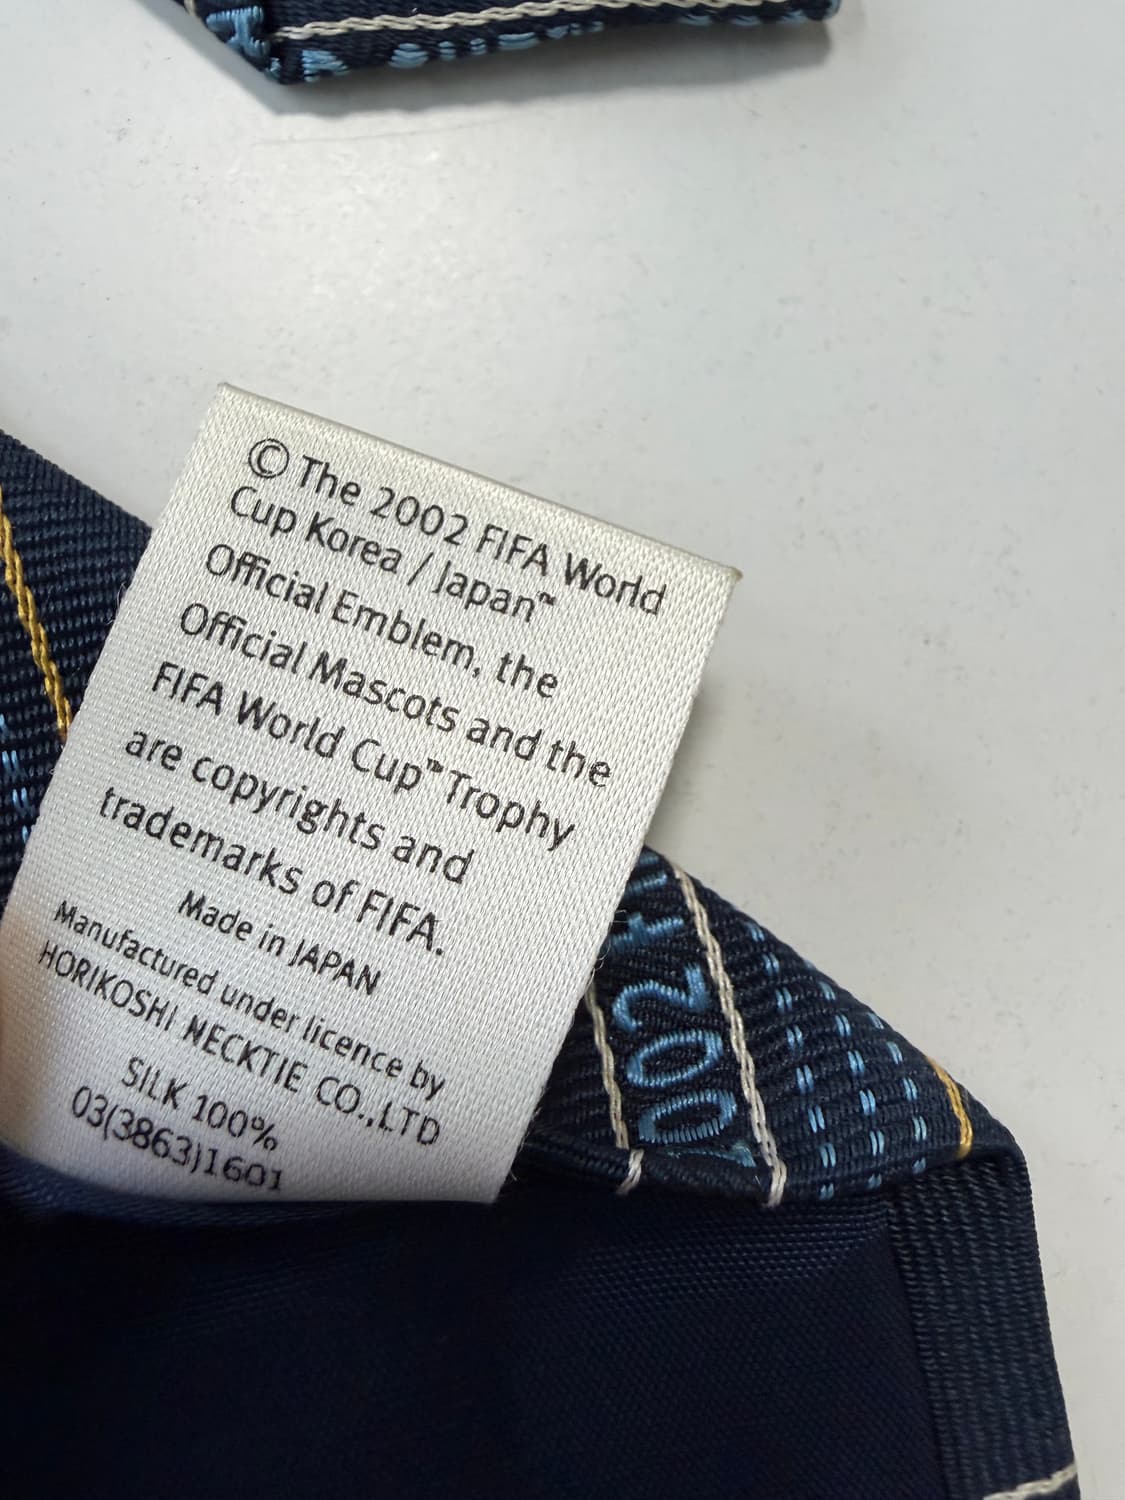 © The 2002 FIFA World
Cup Korea / Japan™
Official Emblem, the
Official Mascots and the
FIFA World Cup™ Trophy
are copyrights and
trademarks of FIFA.
Made in JAPAN
Manufactured under licence by
HORIKOSHI NECKTIE CO.,LTD
SILK 100%
03(3863)1601
2002 F